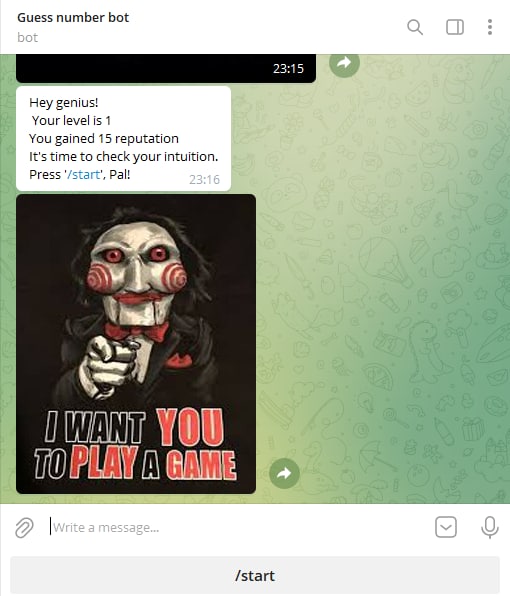 Guess number bot
bot
23:15
Hey genius!
Your level is 1
You gained 15 reputation
It's time to check your intuition.
Press '/start', Pal!
23:16
I WANT YOU
TO PLAY A GAME
Write a message...
/start